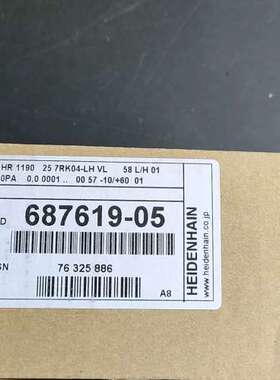 HR 1190 25 7RK04-LH VL 58 L/H 01
0PA 0,0 0001 .. 00 57 -10/+60 01
D 687619-05
SN 76 325 886
A8
HEIDENHAIN
www.heidenhain.co.jp